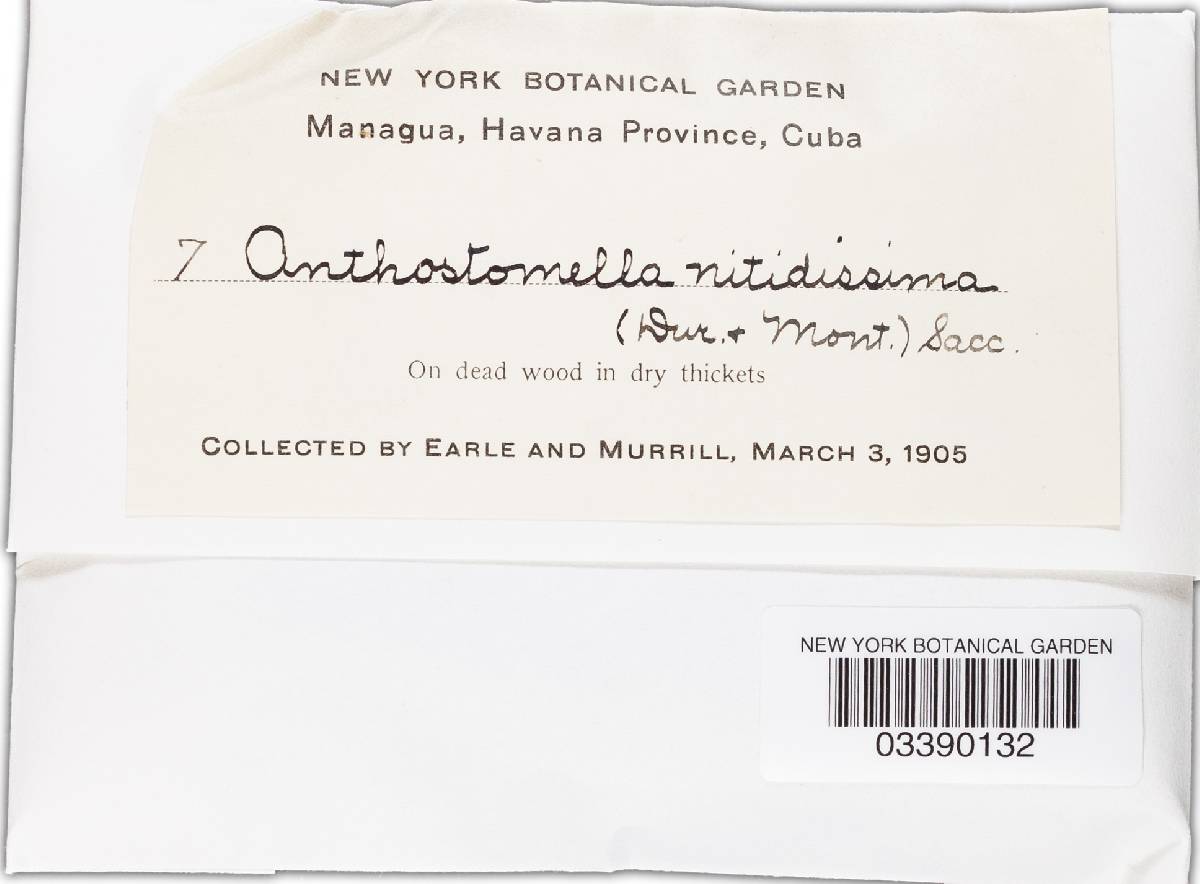 NEW YORK BOTANICAL GARDEN
Managua, Havana Province, Cuba
7 Anthostomella nitidissima
(Dur. + Mont.) Sacc.
On dead wood in dry thickets
COLLECTED BY EARLE AND MURRILL, MARCH 3, 1905
NEW YORK BOTANICAL GARDEN
03390132